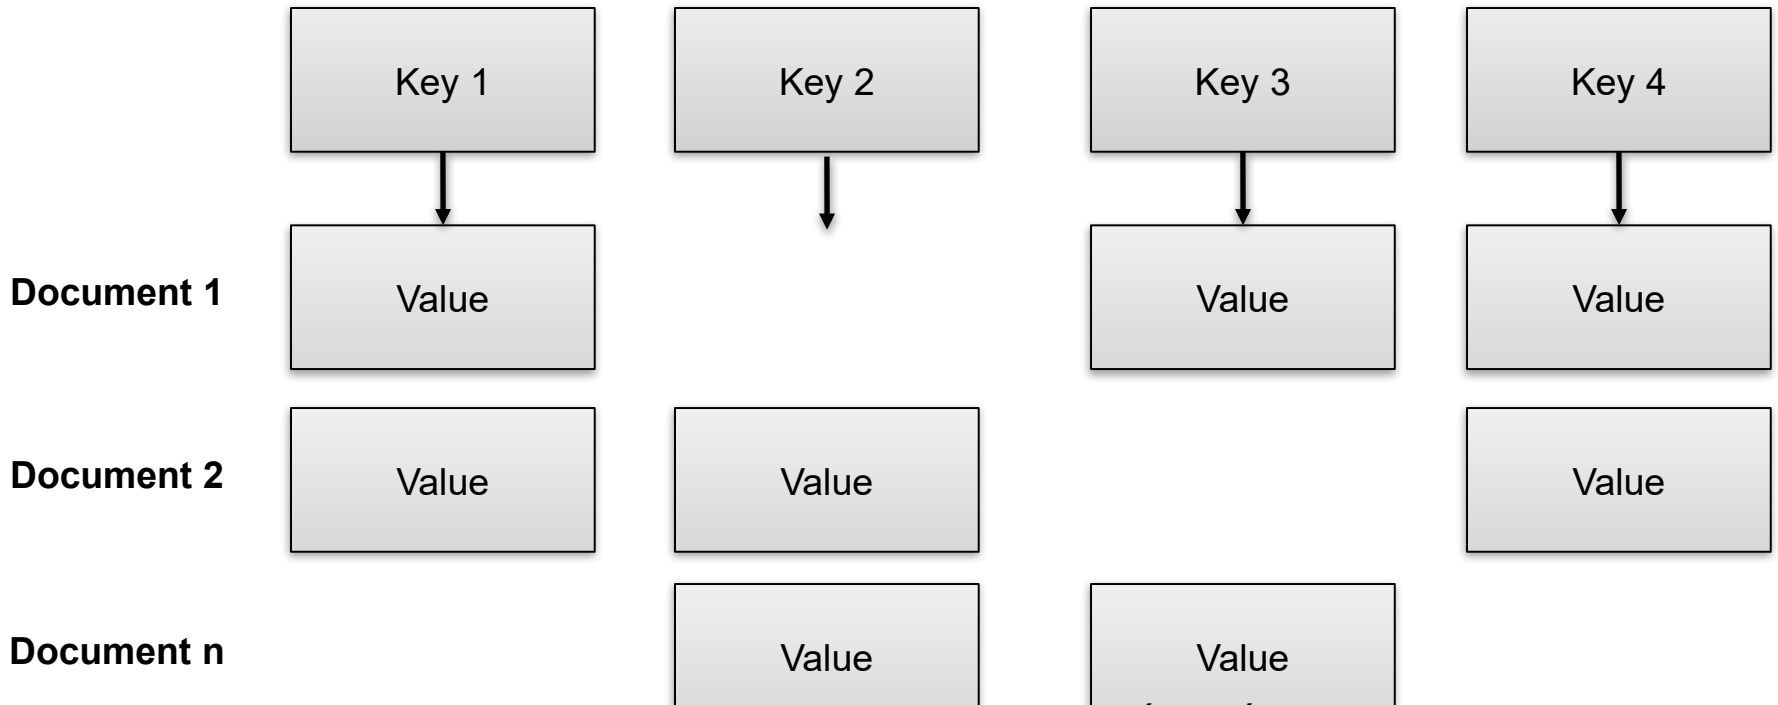 Key 1 Key 2 Key 3 Key 4
Document 1 Value Value Value
Document 2 Value Value Value
Document n Value Value